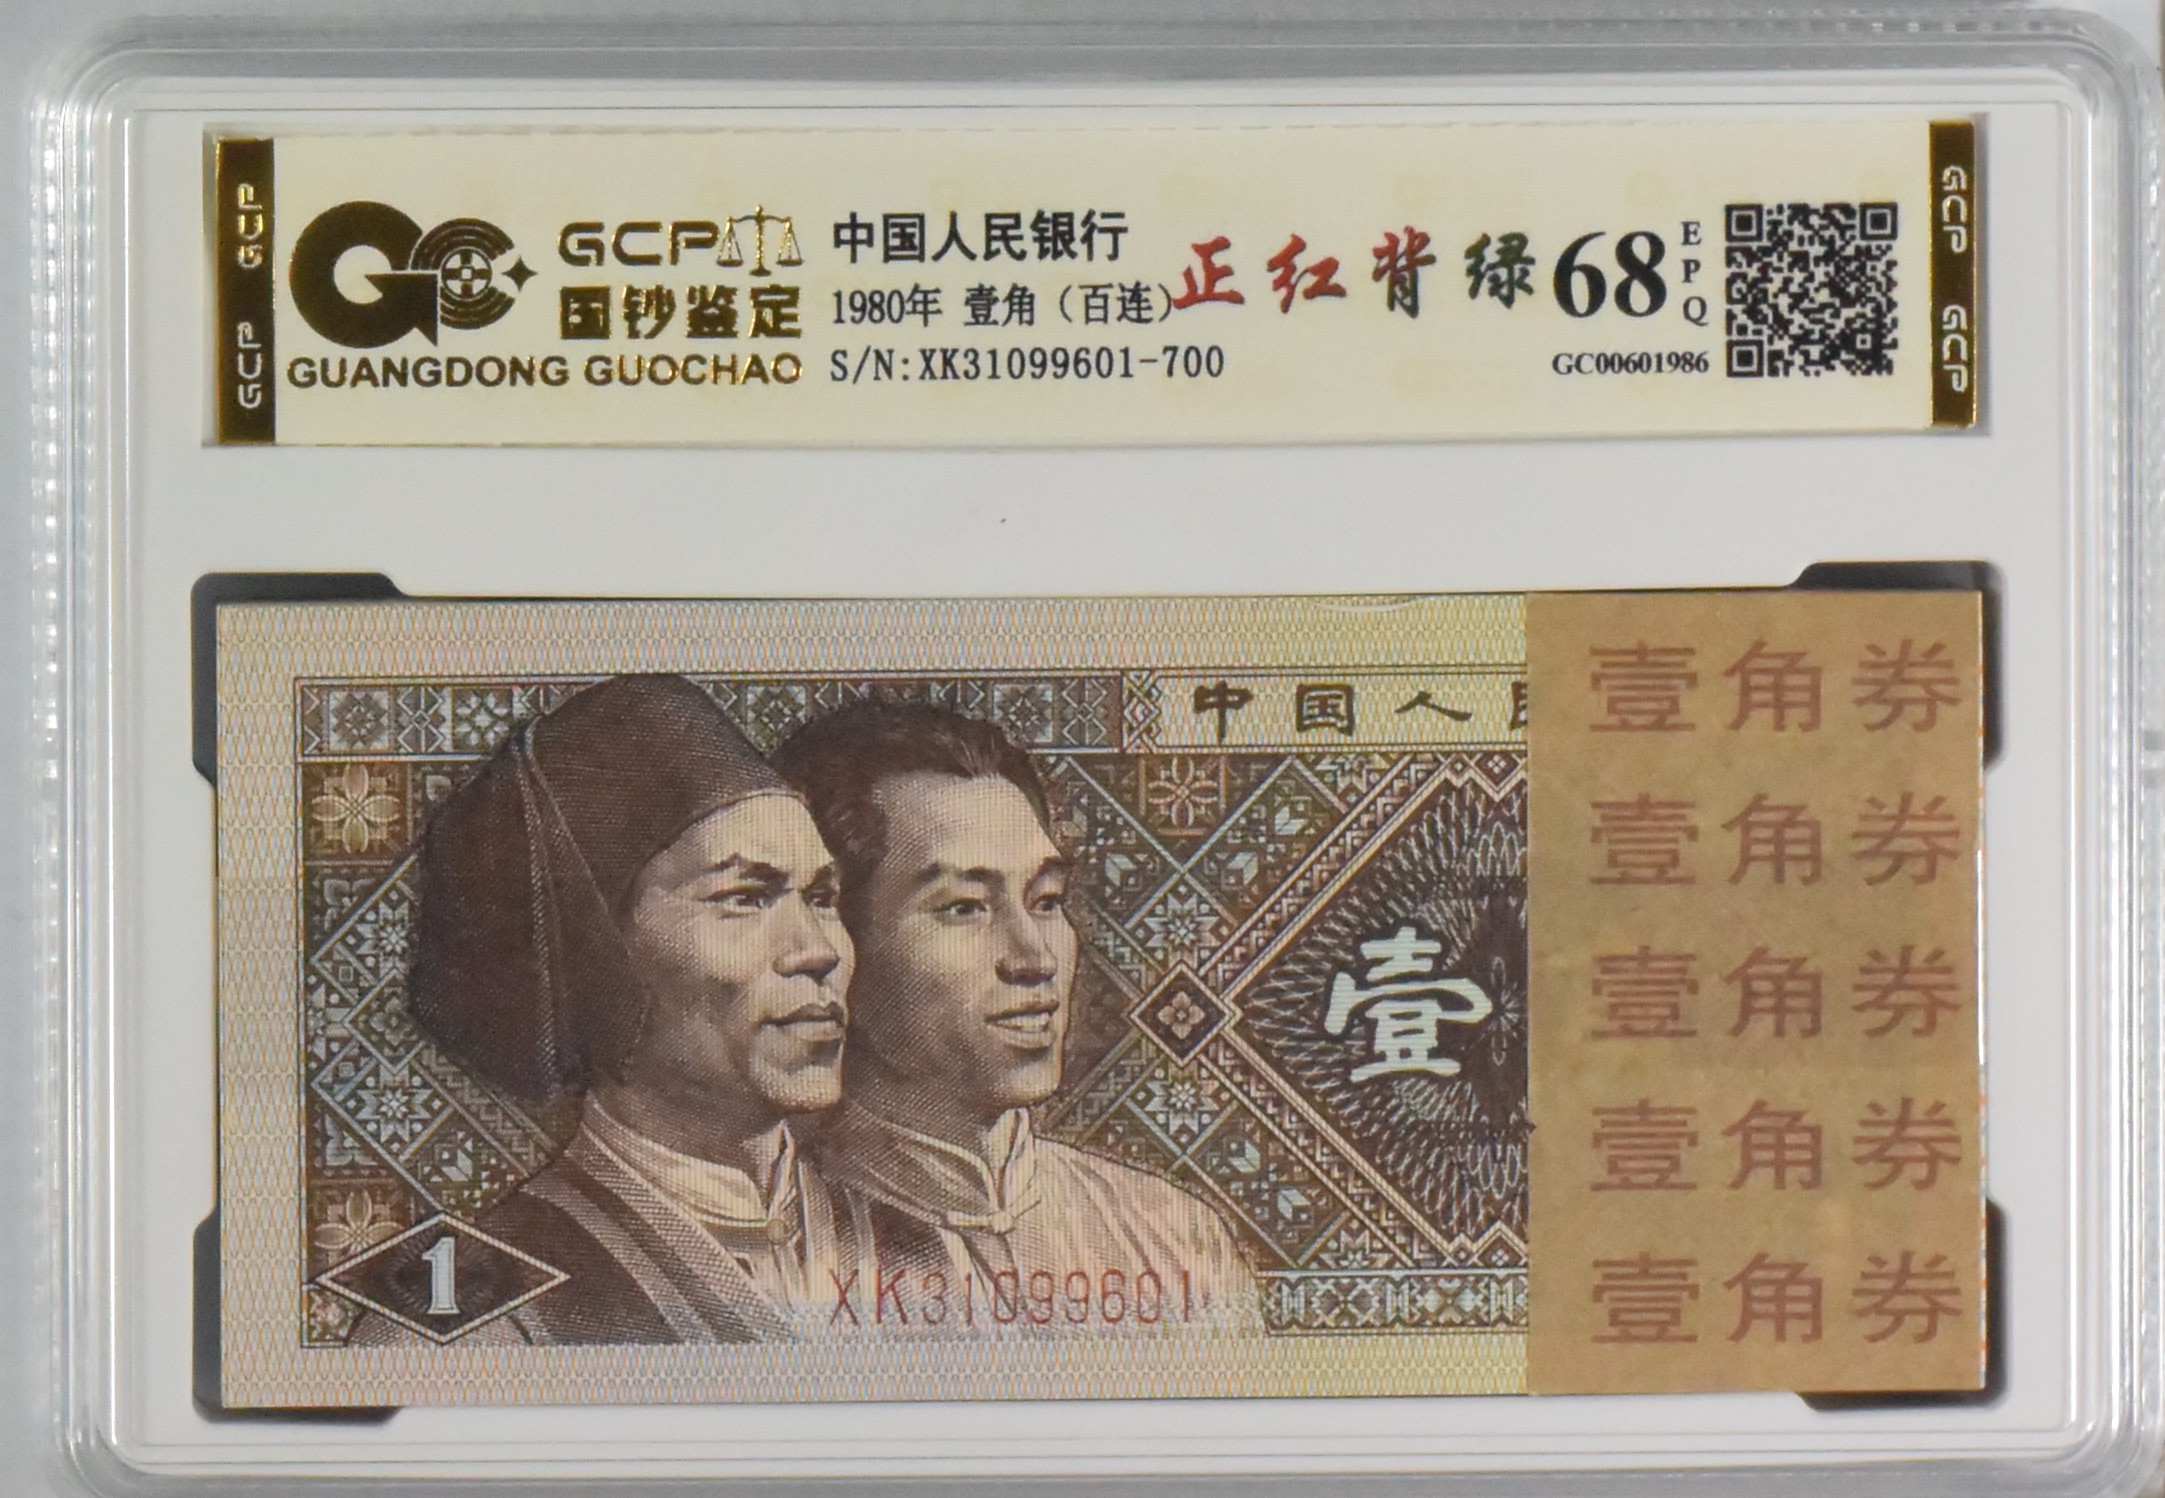 GCP
GCP
GCP
国钞鉴定
GUANGDONG GUOCHAO
中国人民银行
1980年 壹角（百连）
S/N:XK31099601-700
正红背绿
68
EPQ
GC00601986
GCP
GCP
中国人
壹
1
XK31099601
壹角券
壹角券
壹角券
壹角券
壹角券